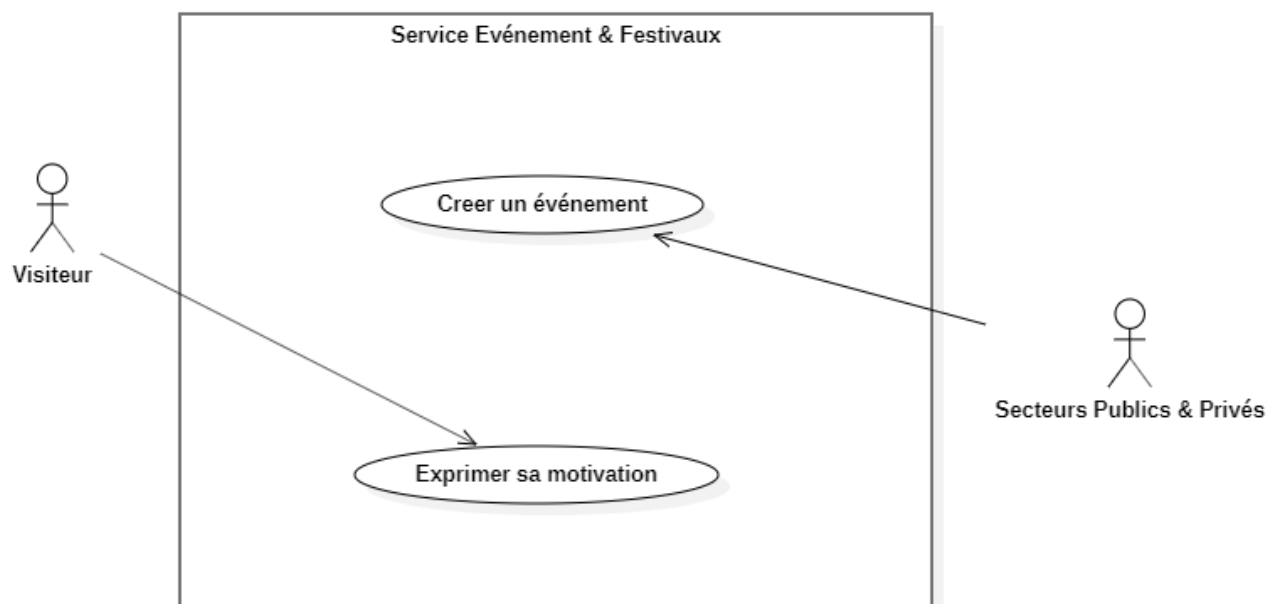 Service Evénement & Festivaux
Creer un événement
Visiteur
Secteurs Publics & Privés
Exprimer sa motivation